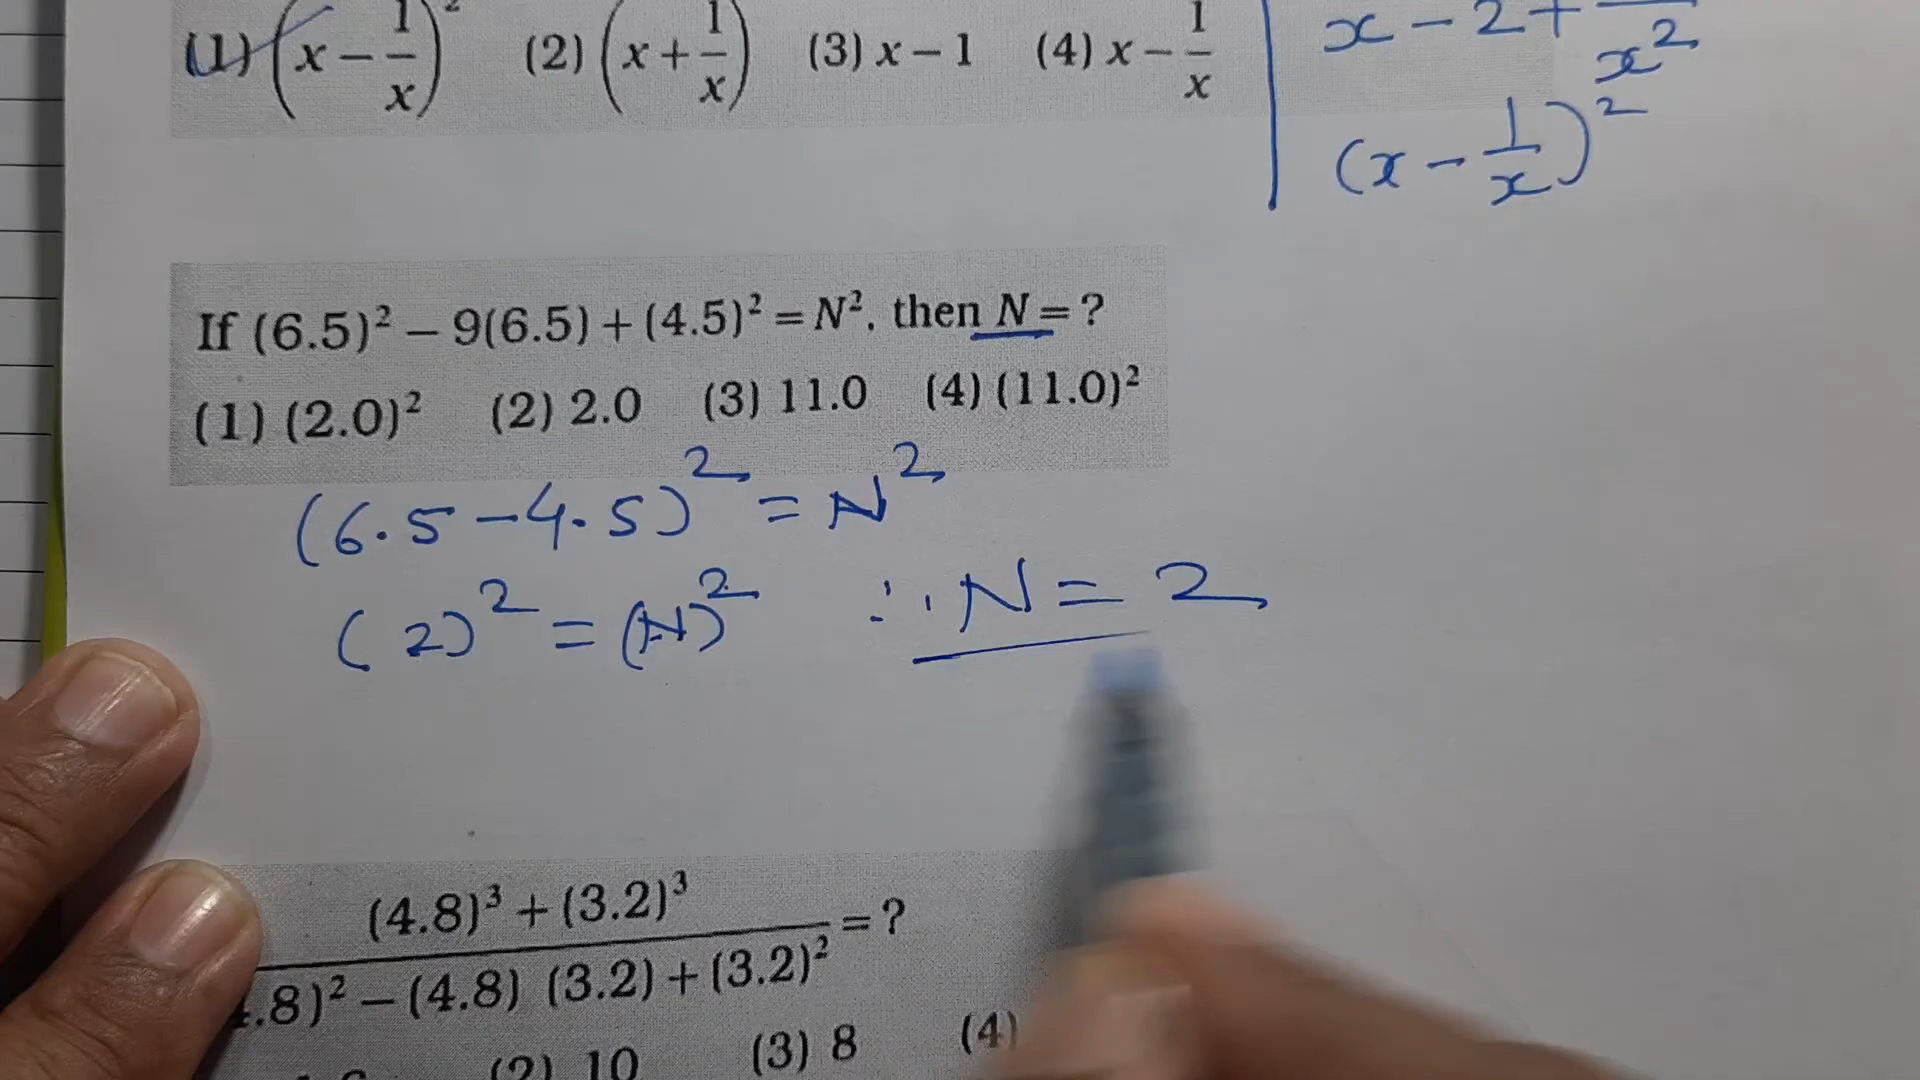 (1) (x − 1/x)² (2) (x + 1/x) (3) x − 1 (4) x − 1/x
x − 2 + /x²
(x − 1/x)²
If (6.5)² − 9(6.5) + (4.5)² = N², then N = ?
(1) (2.0)² (2) 2.0 (3) 11.0 (4) (11.0)²
(6.5 − 4.5)² = N²
(2)² = (N)² ∴ N = 2
(4.8)³ + (3.2)³
.8)² − (4.8) (3.2) + (3.2)² = ?
(2) 10 (3) 8 (4)